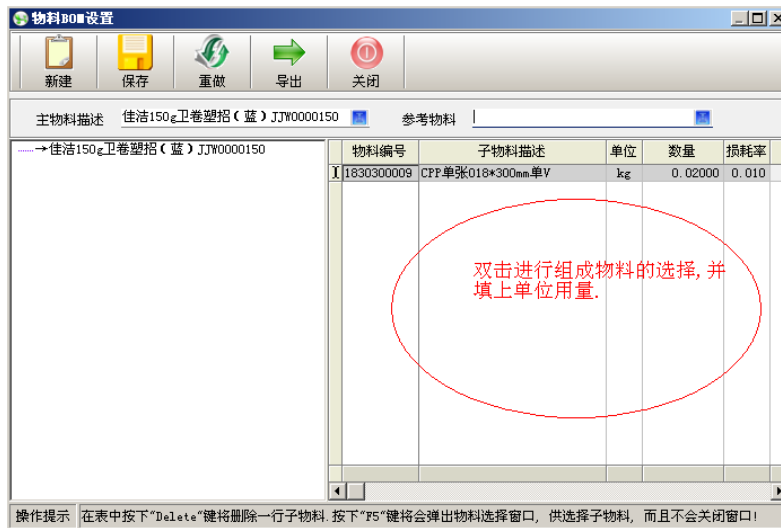 物料BOM设置
新建 保存 重做 导出 关闭
主物料描述 佳洁150g卫卷塑招(蓝)JJW0000150 参考物料
→佳洁150g卫卷塑招(蓝)JJW0000150
物料编号 子物料描述 单位 数量 损耗率
1830300009 CPP单张018*300mm单V kg 0.02000 0.010
双击进行组成物料的选择,并
填上单位用量.
操作提示 在表中按下"Delete"键将删除一行子物料.按下"F5"键将会弹出物料选择窗口, 供选择子物料, 而且不会关闭窗口!